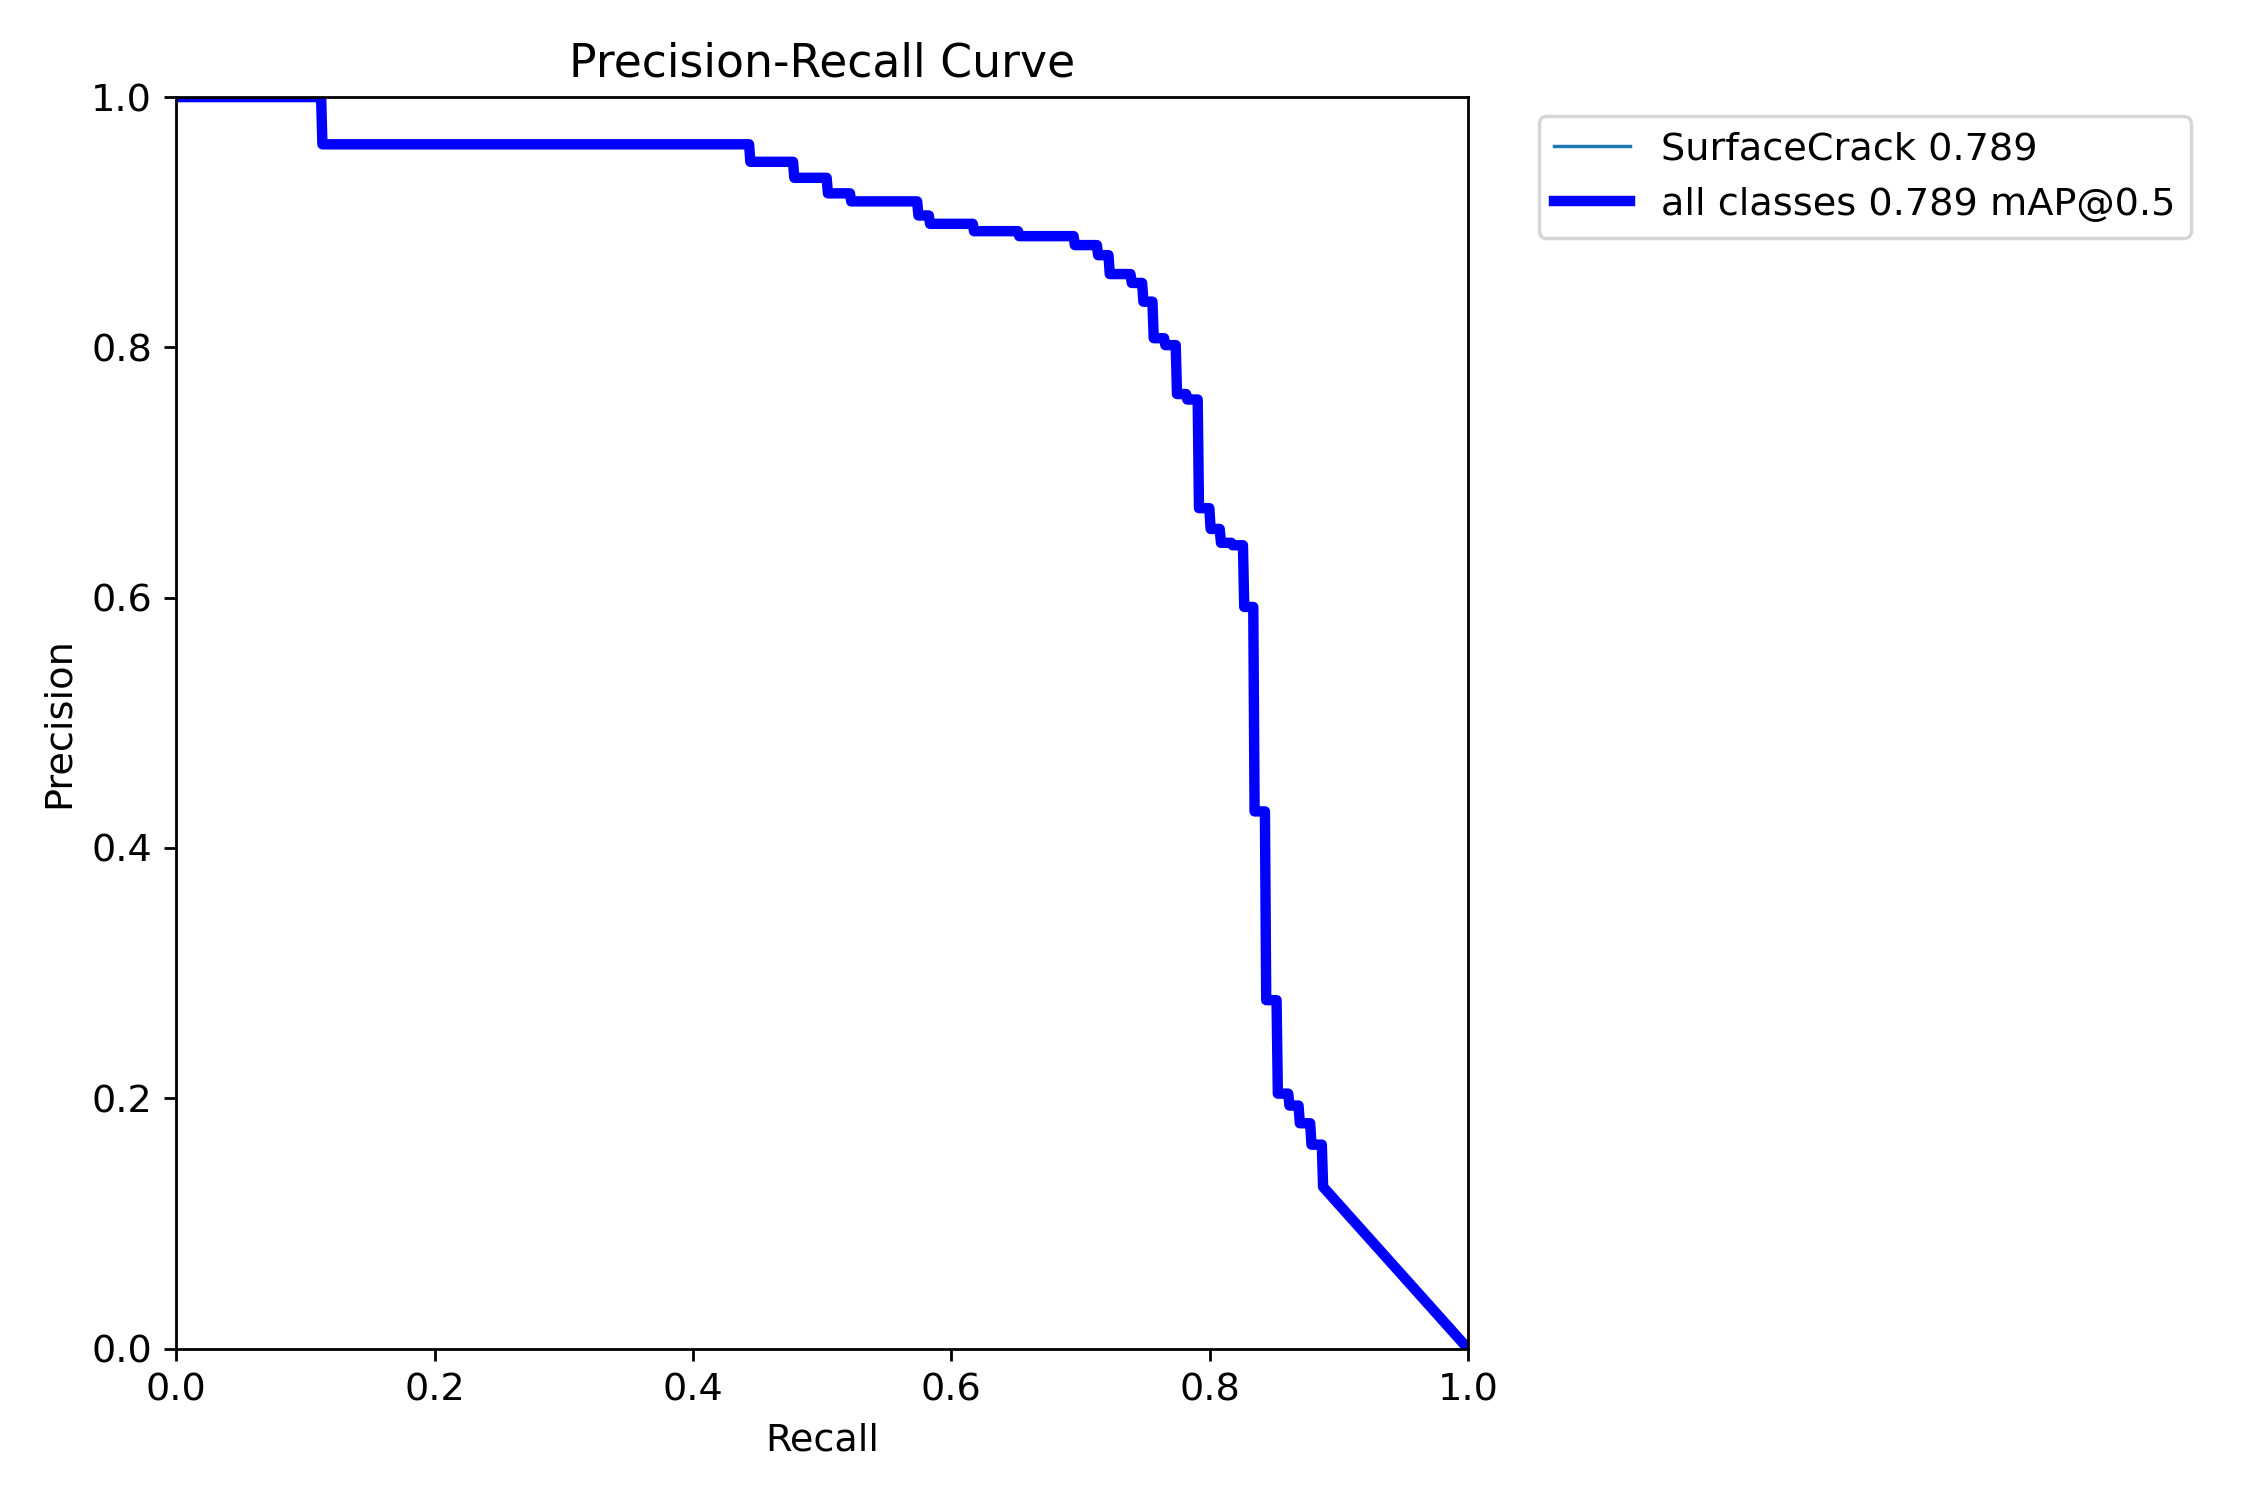 Precision-Recall Curve
SurfaceCrack 0.789
all classes 0.789 mAP@0.5
Precision
1.0
0.8
0.6
0.4
0.2
0.0
0.0 0.2 0.4 0.6 0.8 1.0
Recall